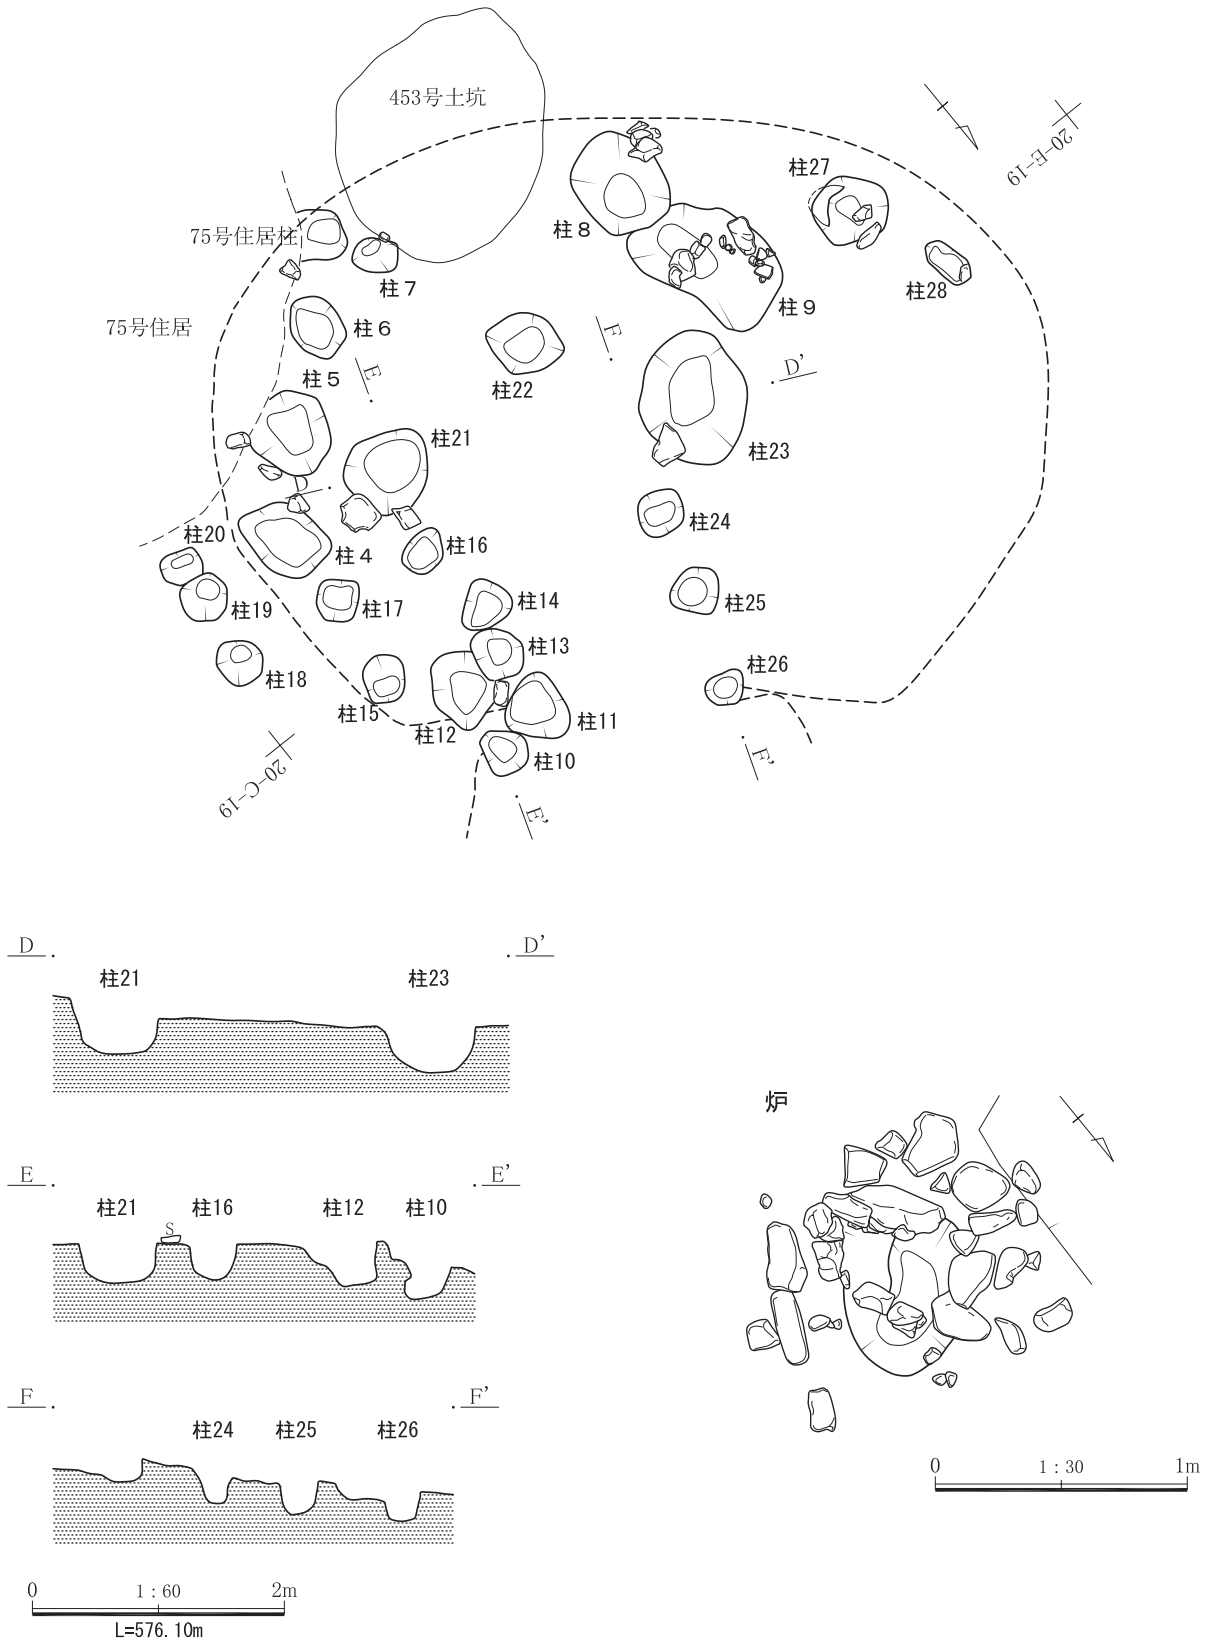 453号土坑
20-E-19
柱27
柱8
75号住居柱
柱7
柱28
柱9
75号住居
柱6
F
D'
柱5
E
柱22
柱21
柱23
柱20
柱4
柱16
柱24
柱19
柱17
柱14
柱25
柱13
柱18
柱26
柱15
柱12
柱11
柱10
20-C-19
F'
E'
D
D'
柱21
柱23
E
E'
柱21
柱16
柱12
柱10
S
F
F'
柱24
柱25
柱26
0
1：60
2m
L=576.10m
炉
0
1：30
1m